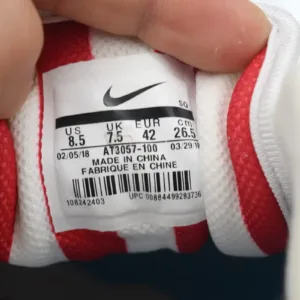 SQ
US UK EUR cm
8.5 7.5 42 26.5
02/05/18 AT3057-100 03/29
MADE IN CHINA
FABRIQUE EN CHINE
108242403
UPC 00884499293736